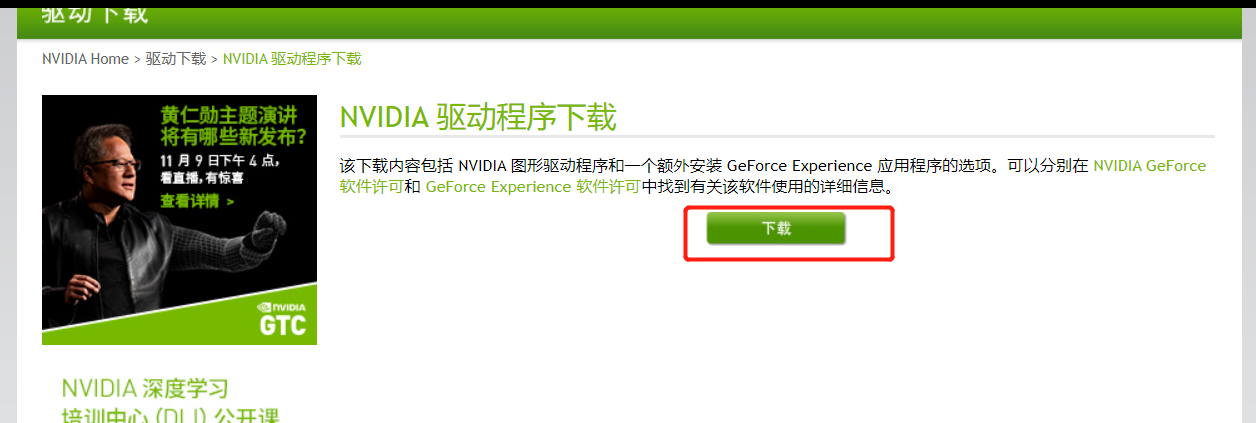 驱动下载
NVIDIA Home > 驱动下载 > NVIDIA 驱动程序下载
黄仁勋主题演讲
将有哪些新发布?
11 月 9 日下午 4 点，
看直播，有惊喜
查看详情 >
NVIDIA
GTC
NVIDIA 深度学习
培训中心 (DLI) 公开课
NVIDIA 驱动程序下载
该下载内容包括 NVIDIA 图形驱动程序和一个额外安装 GeForce Experience 应用程序的选项。可以分别在 NVIDIA GeForce
软件许可和 GeForce Experience 软件许可中找到有关该软件使用的详细信息。
下载